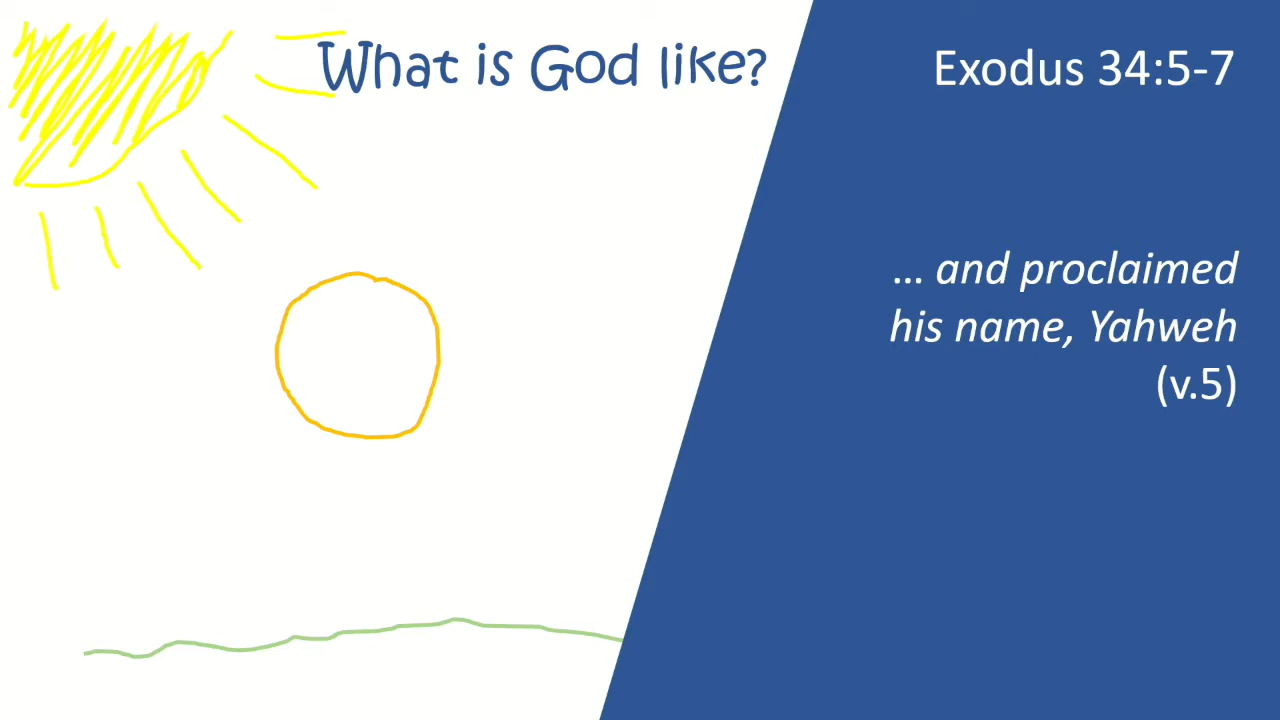 What is God like?
Exodus 34:5-7
... and proclaimed
his name, Yahweh
(v.5)